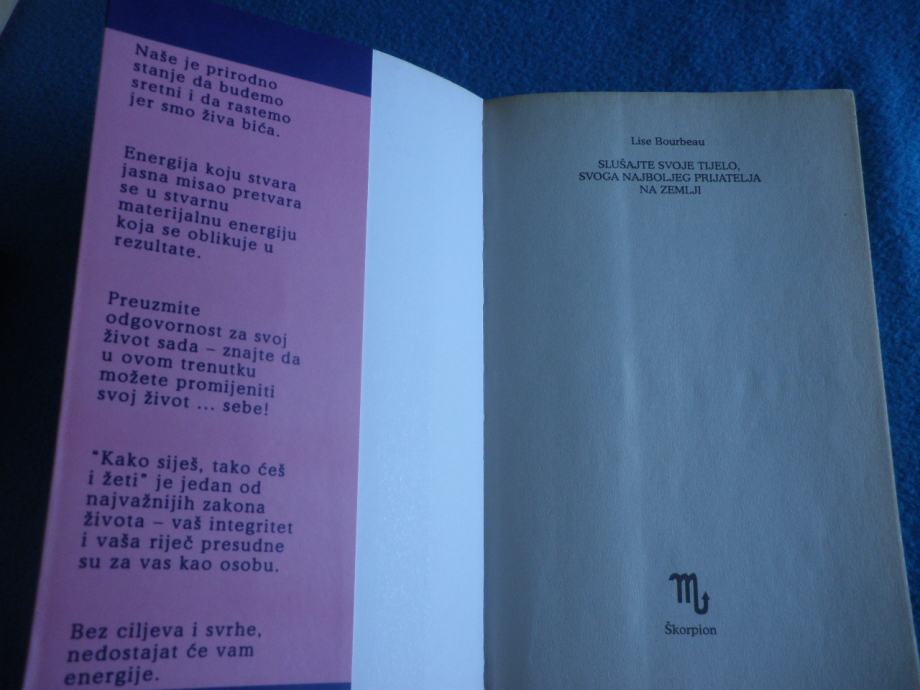 Naše je prirodno
stanje da budemo
sretni i da rastemo
jer smo živa bića.
Energija koju stvara
jasna misao pretvara
se u stvarnu
materijalnu energiju
koja se oblikuje u
rezultate.
Preuzmite
odgovornost za svoj
život sada – znajte da
u ovom trenutku
možete promijeniti
svoj život ... sebe!
"Kako siješ, tako ćeš
i žeti" je jedan od
najvažnijih zakona
života – vaš integritet
i vaša riječ presudne
su za vas kao osobu.
Bez ciljeva i svrhe,
nedostajat će vam
energije.
Lise Bourbeau
SLUŠAJTE SVOJE TIJELO,
SVOGA NAJBOLJEG PRIJATELJA
NA ZEMLJI
Škorpion